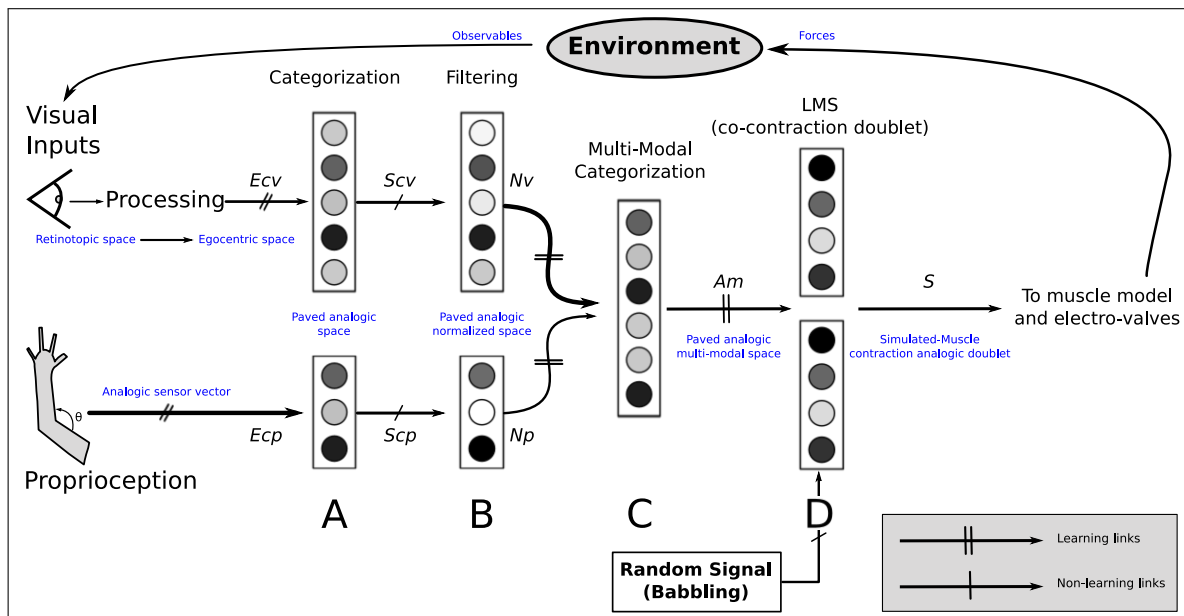 Observables
Environment
Forces
Categorization
Filtering
LMS
(co-contraction doublet)
Visual
Inputs
Multi-Modal
Categorization
Ecv
Scv
Nv
Processing
Retinotopic space
Egocentric space
Am
S
To muscle model
and electro-valves
Paved analogic
space
Paved analogic
normalized space
Paved analogic
multi-modal space
Simulated-Muscle
contraction analogic doublet
Analogic sensor vector
θ
Ecp
Scp
Np
Proprioception
A
B
C
D
Random Signal
(Babbling)
Learning links
Non-learning links